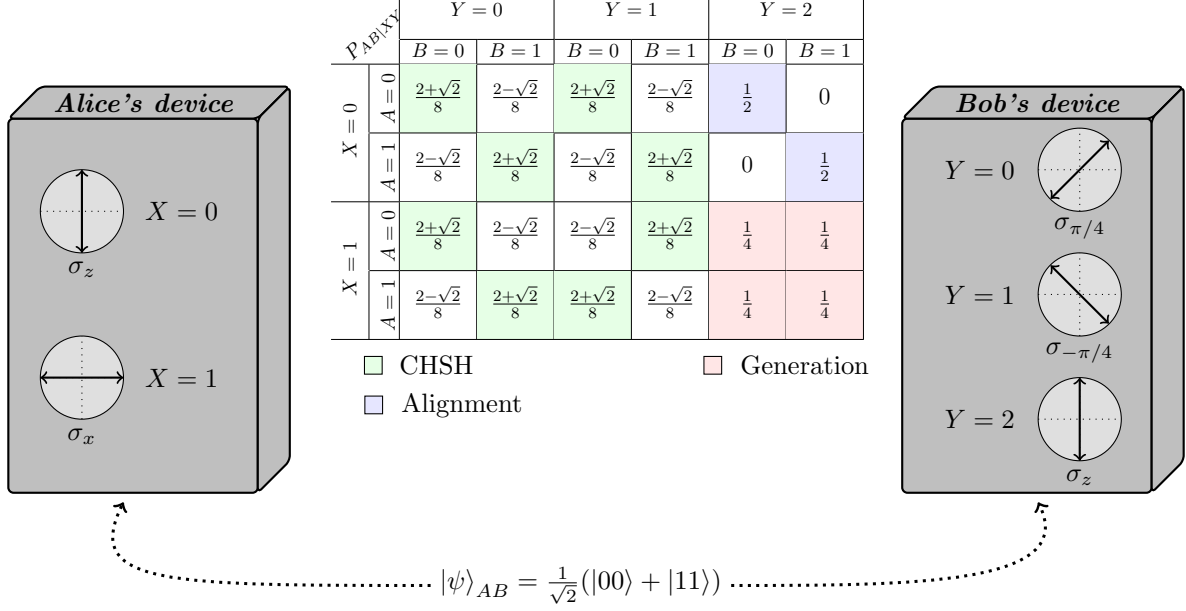 Alice's device
X = 0
σ_z
X = 1
σ_x
P_{AB|XY}
Y = 0 Y = 1 Y = 2
B = 0 B = 1 B = 0 B = 1 B = 0 B = 1
X = 0
A = 0 (2+√2)/8 (2−√2)/8 (2+√2)/8 (2−√2)/8 1/2 0
A = 1 (2−√2)/8 (2+√2)/8 (2−√2)/8 (2+√2)/8 0 1/2
X = 1
A = 0 (2+√2)/8 (2−√2)/8 (2−√2)/8 (2+√2)/8 1/4 1/4
A = 1 (2−√2)/8 (2+√2)/8 (2+√2)/8 (2−√2)/8 1/4 1/4
CHSH
Generation
Alignment
Bob's device
Y = 0
σ_{π/4}
Y = 1
σ_{−π/4}
Y = 2
σ_z
|ψ⟩_{AB} = 1/√2(|00⟩ + |11⟩)